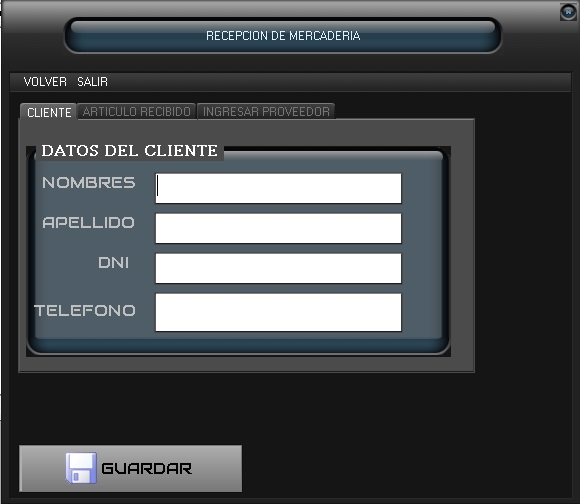 RECEPCION DE MERCADERIA
VOLVER SALIR
CLIENTE ARTICULO RECIBIDO INGRESAR PROVEEDOR
DATOS DEL CLIENTE
NOMBRES
APELLIDO
DNI
TELEFONO
GUARDAR